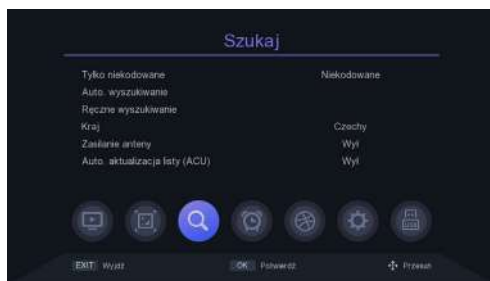 Szukaj
Tylko niekodowane Niekodowane
Auto. wyszukiwanie
Ręczne wyszukiwanie
Kraj Czechy
Zasilanie anteny Wył
Auto. aktualizacja listy (ACU) Wył
USB
EXIT Wyjdź OK Potwierdź Przesuń